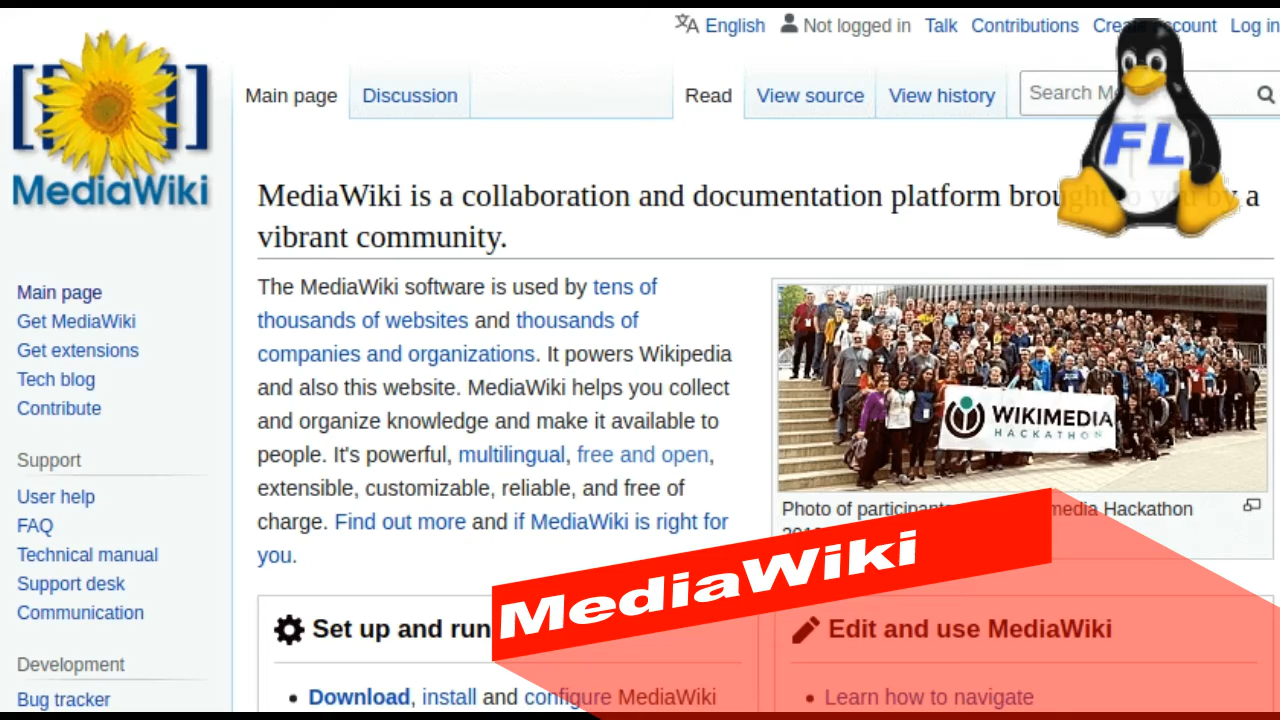 English Not logged in Talk Contributions Create account Log in
MediaWiki
Main page Discussion Read View source View history Search
FL
MediaWiki is a collaboration and documentation platform brought to you by a
vibrant community.
Main page
Get MediaWiki
Get extensions
Tech blog
Contribute
Support
User help
FAQ
Technical manual
Support desk
Communication
Development
Bug tracker
The MediaWiki software is used by tens of
thousands of websites and thousands of
companies and organizations. It powers Wikipedia
and also this website. MediaWiki helps you collect
and organize knowledge and make it available to
people. It's powerful, multilingual, free and open,
extensible, customizable, reliable, and free of
charge. Find out more and if MediaWiki is right for
you.
WIKIMEDIA
HACKATHON
Photo of participants Hackathon
MediaWiki
Set up and run
Download, install and configure MediaWiki
Edit and use MediaWiki
Learn how to navigate